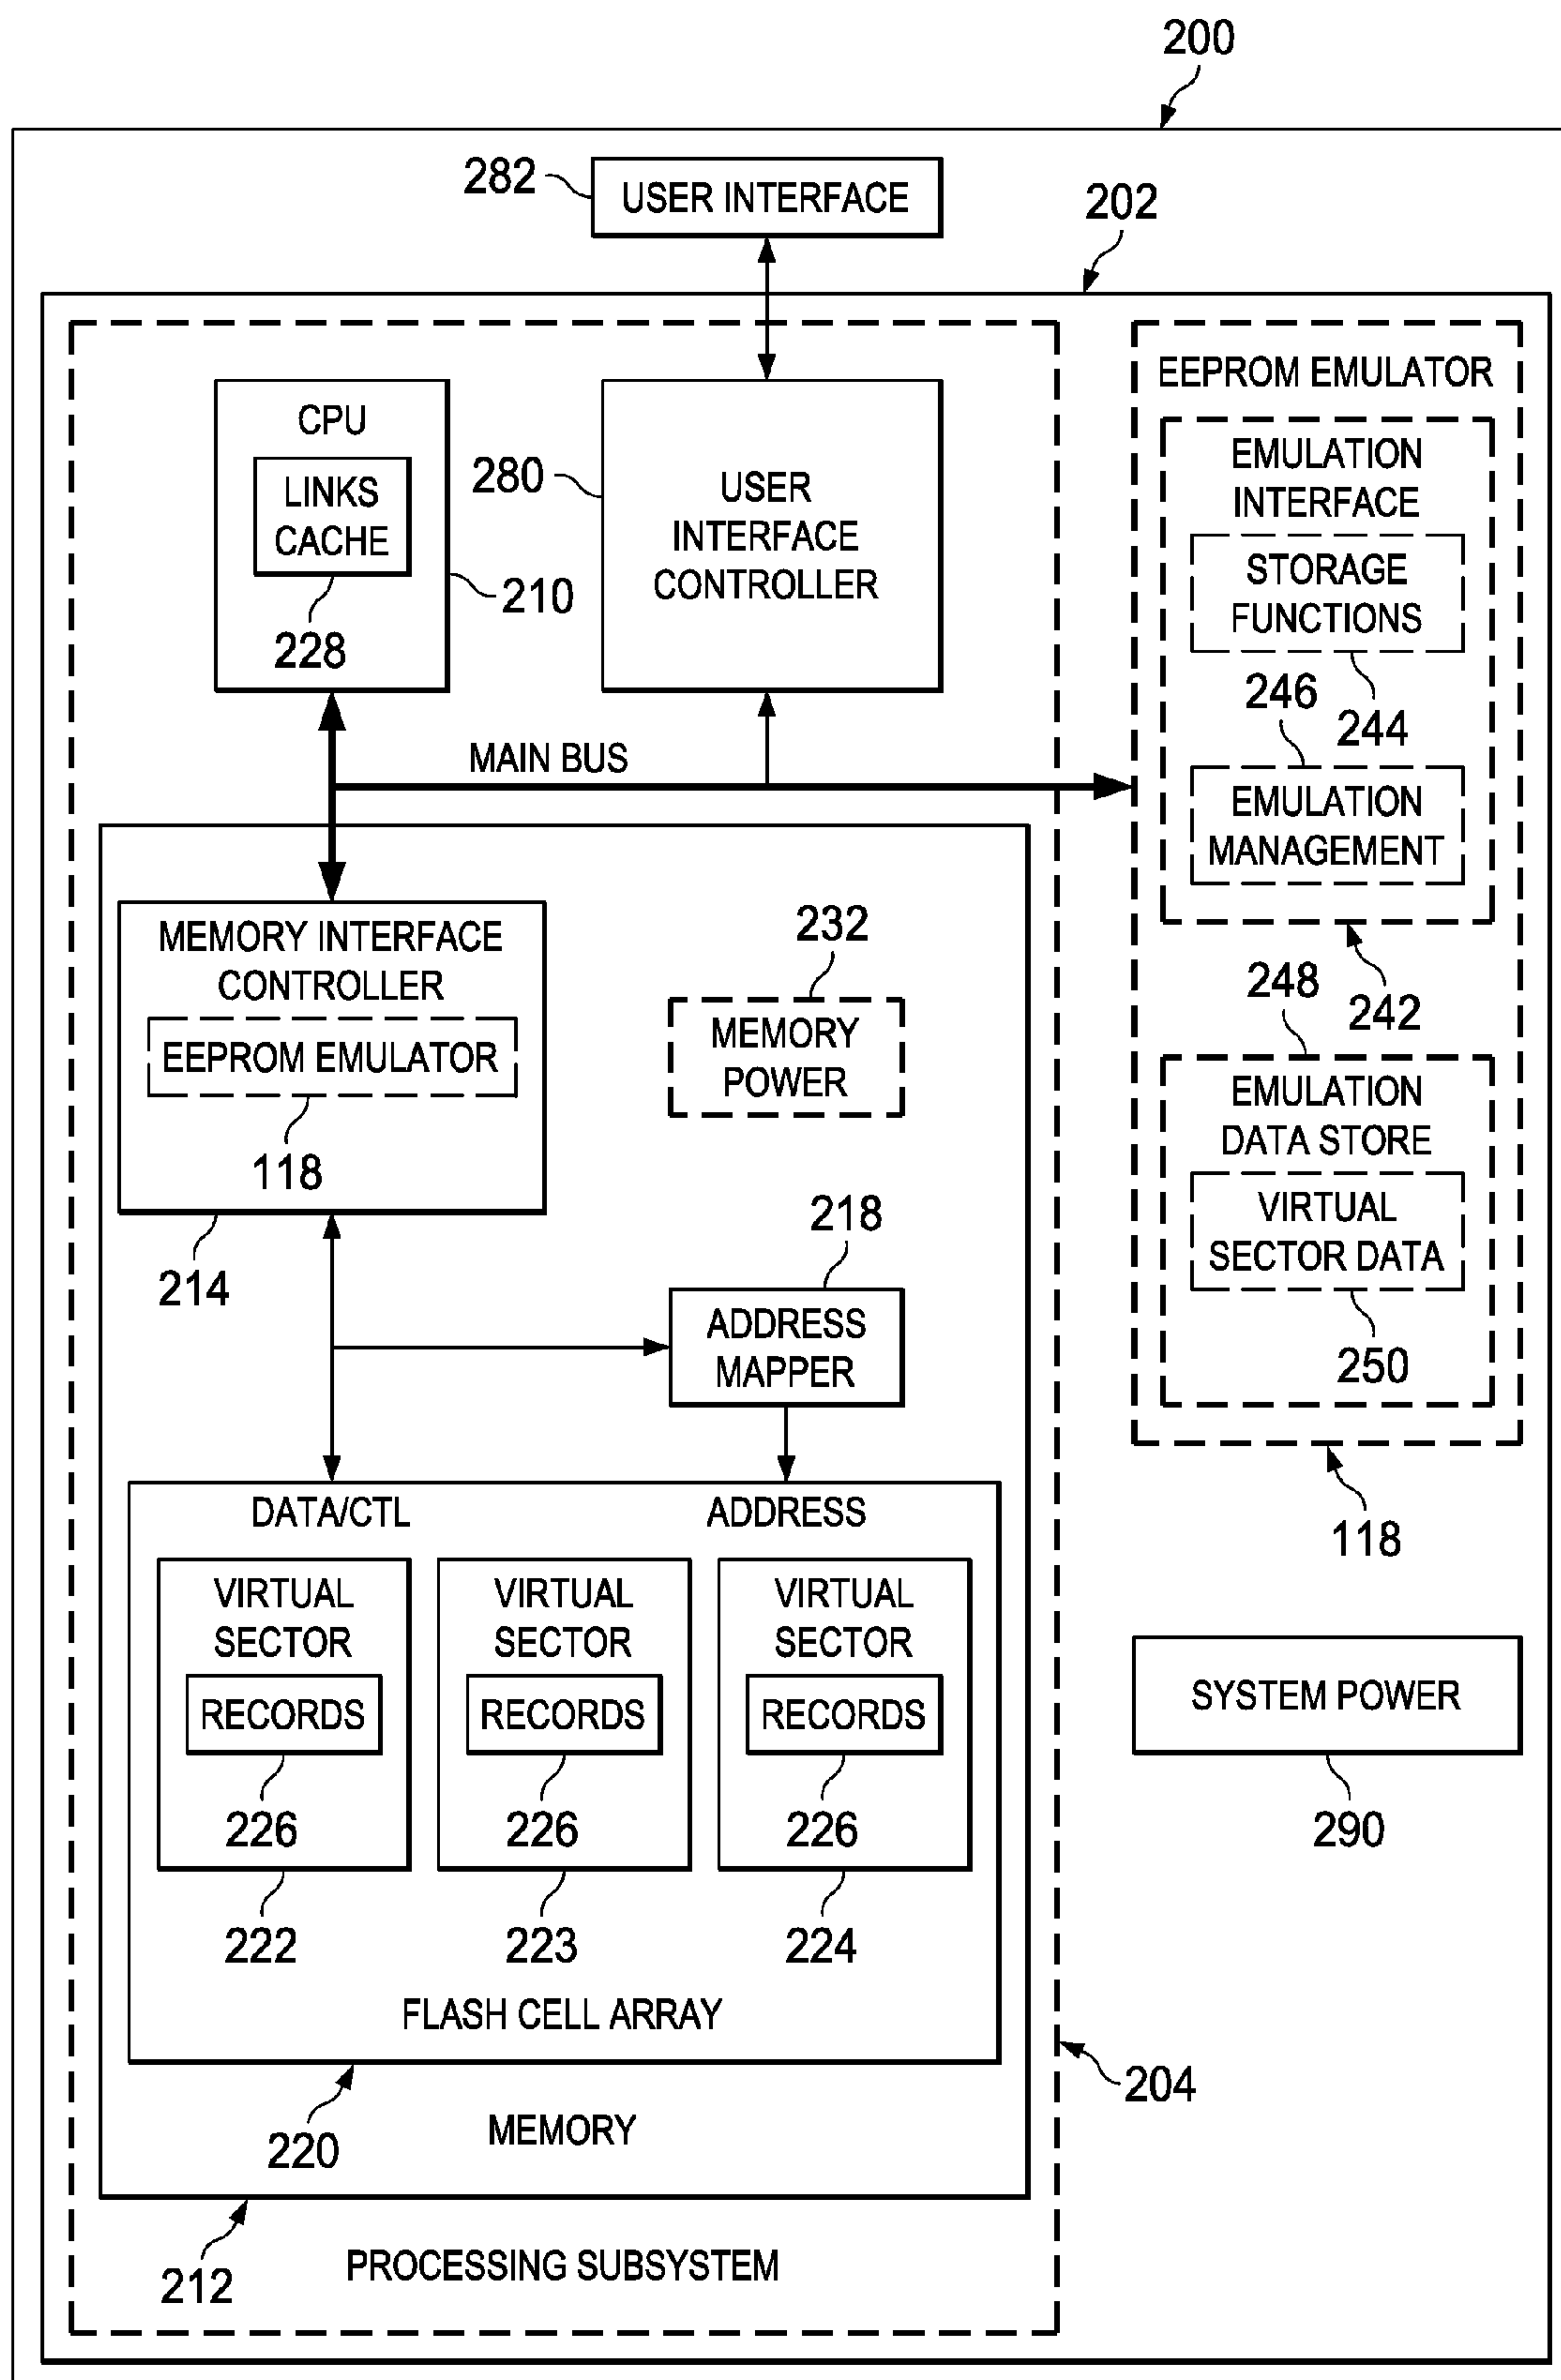 200
282
USER INTERFACE
202
CPU
LINKS
CACHE
228
210
280
USER
INTERFACE
CONTROLLER
MAIN BUS
EEPROM EMULATOR
EMULATION
INTERFACE
STORAGE
FUNCTIONS
246
244
EMULATION
MANAGEMENT
248
242
EMULATION
DATA STORE
VIRTUAL
SECTOR DATA
250
118
MEMORY INTERFACE
CONTROLLER
EEPROM EMULATOR
118
214
232
MEMORY
POWER
218
ADDRESS
MAPPER
DATA/CTL
ADDRESS
VIRTUAL
SECTOR
RECORDS
226
222
VIRTUAL
SECTOR
RECORDS
226
223
VIRTUAL
SECTOR
RECORDS
226
224
FLASH CELL ARRAY
220
MEMORY
212
PROCESSING SUBSYSTEM
204
SYSTEM POWER
290